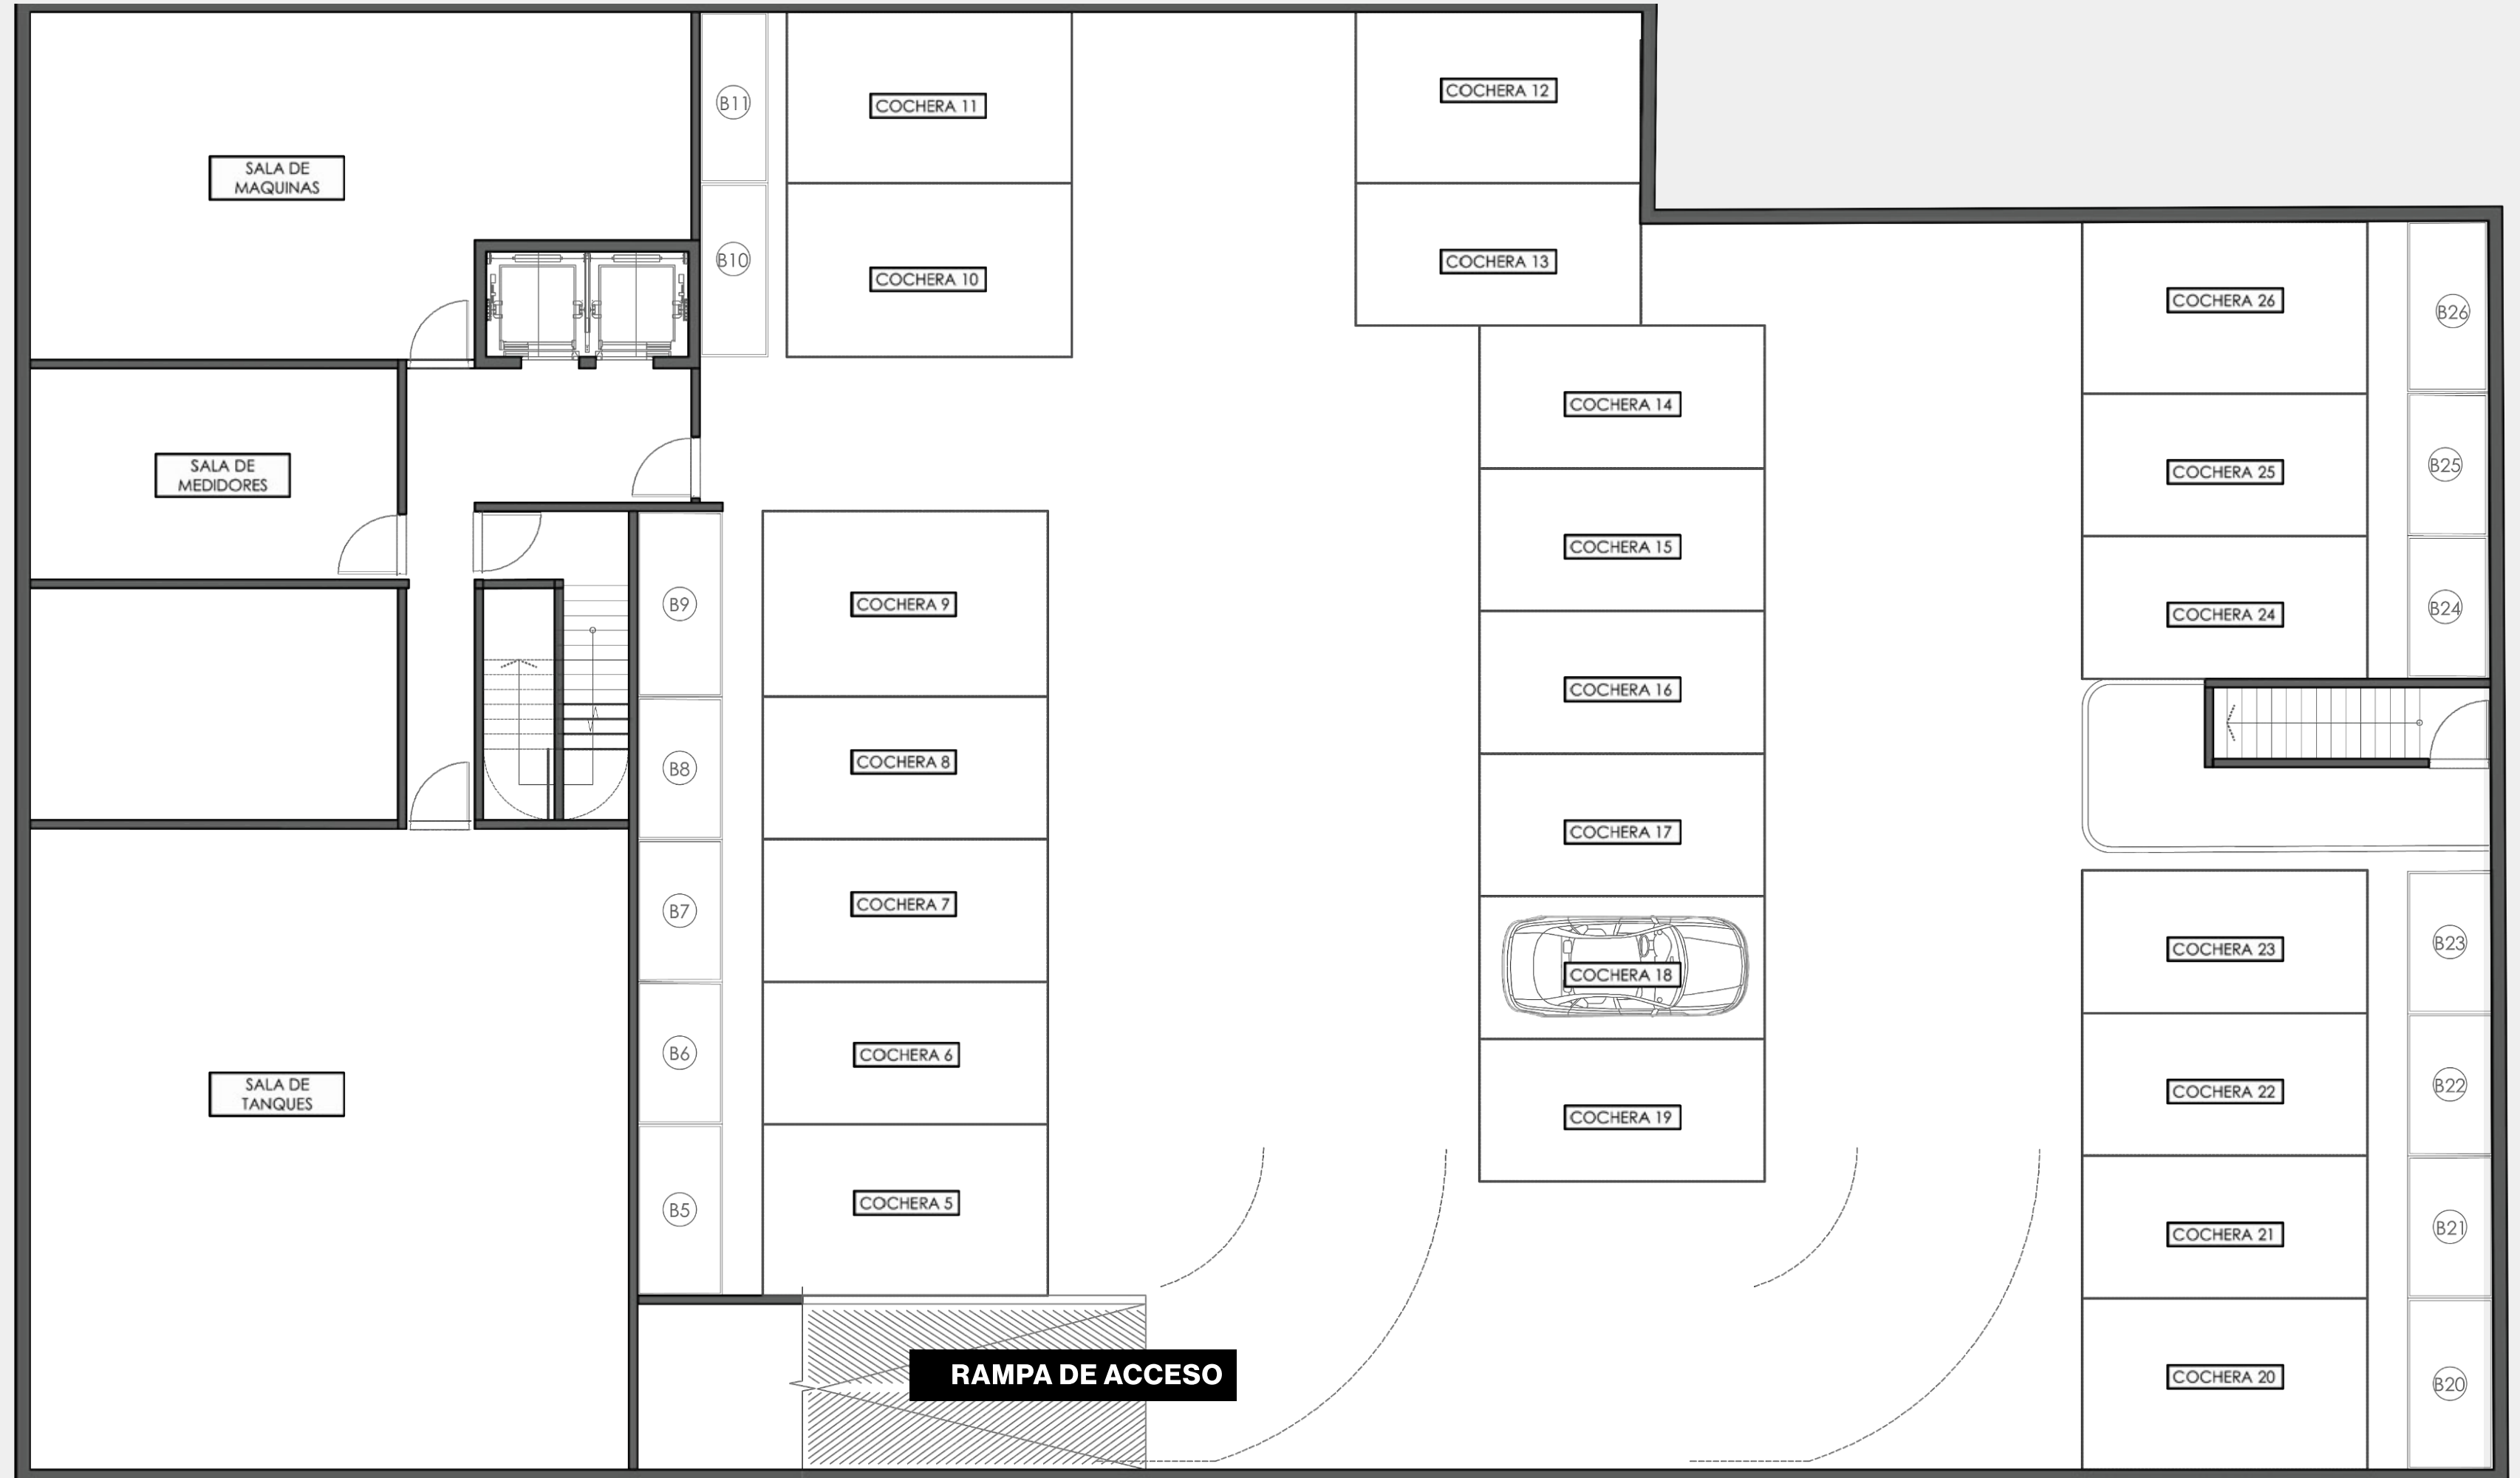 B11
COCHERA 11
COCHERA 12
SALA DE
MAQUINAS
B10
COCHERA 10
COCHERA 13
COCHERA 26
B26
COCHERA 14
SALA DE
MEDIDORES
COCHERA 25
B25
COCHERA 15
B9
COCHERA 9
COCHERA 24
B24
COCHERA 16
B8
COCHERA 8
COCHERA 17
B7
COCHERA 7
COCHERA 23
B23
COCHERA 18
B6
COCHERA 6
SALA DE
TANQUES
COCHERA 22
B22
COCHERA 19
B5
COCHERA 5
COCHERA 21
B21
RAMPA DE ACCESO
COCHERA 20
B20